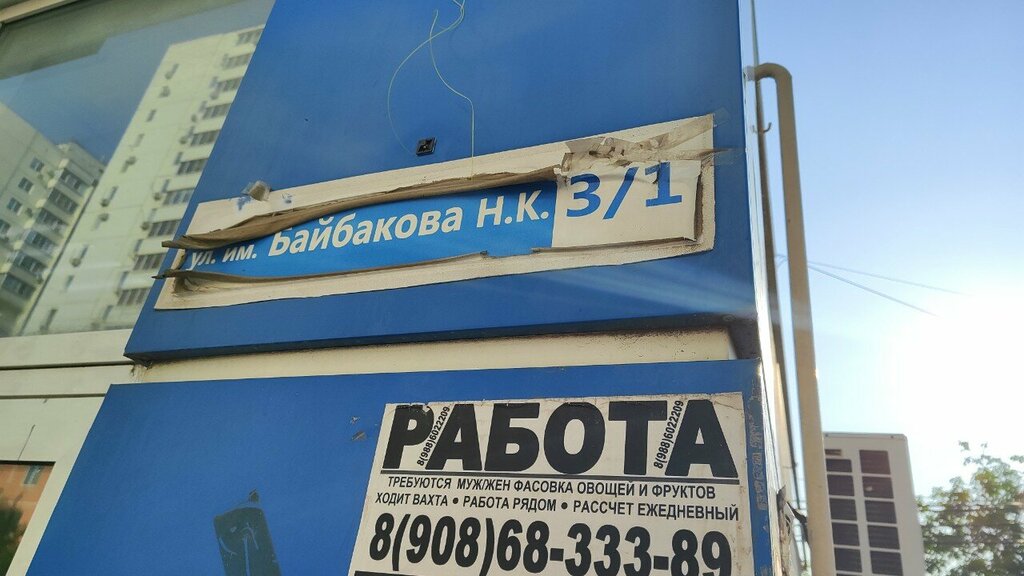 ул. им. Байбакова Н.К. 3/1
РАБОТА
8(988)6022209
8(988)6022209
ТРЕБУЮТСЯ МУЖ/ЖЕН ФАСОВКА ОВОЩЕЙ И ФРУКТОВ
ХОДИТ ВАХТА • РАБОТА РЯДОМ • РАССЧЕТ ЕЖЕДНЕВНЫЙ
8(908)68-333-89